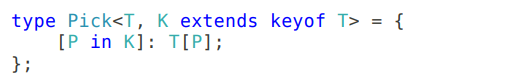 type Pick<T, K extends keyof T> = {
    [P in K]: T[P];
};